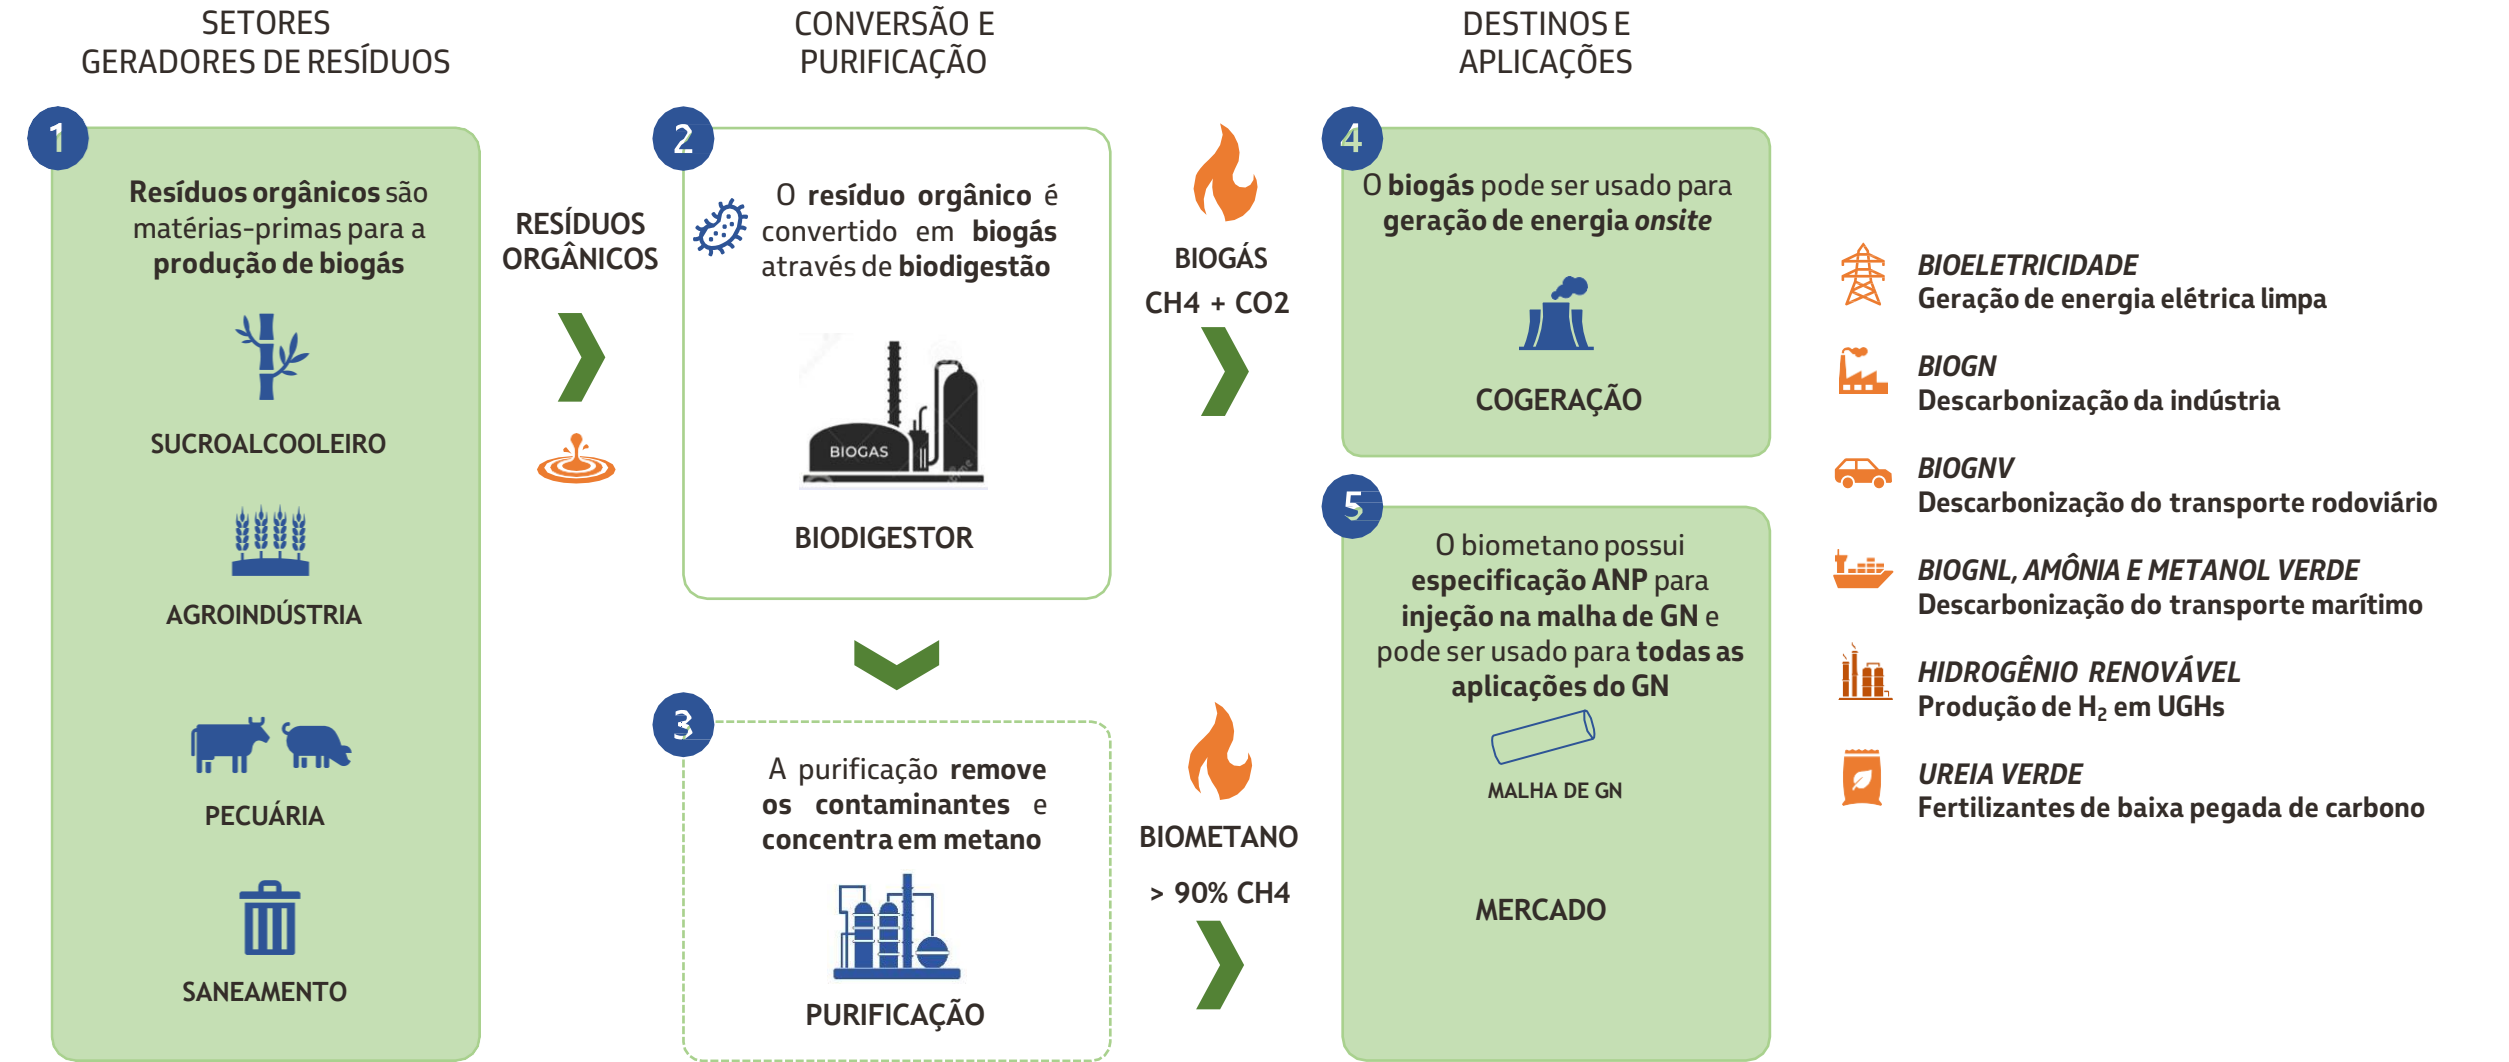 SETORES
GERADORES DE RESÍDUOS
CONVERSÃO E
PURIFICAÇÃO
DESTINOS E
APLICAÇÕES
1
Resíduos orgânicos são
matérias-primas para a
produção de biogás
SUCROALCOOLEIRO
AGROINDÚSTRIA
PECUÁRIA
SANEAMENTO
RESÍDUOS
ORGÂNICOS
2
O resíduo orgânico é
convertido em biogás
através de biodigestão
BIOGAS
BIODIGESTOR
3
A purificação remove
os contaminantes e
concentra em metano
PURIFICAÇÃO
BIOGÁS
CH4 + CO2
BIOMETANO
> 90% CH4
4
O biogás pode ser usado para
geração de energia onsite
COGERAÇÃO
5
O biometano possui
especificação ANP para
injeção na malha de GN e
pode ser usado para todas as
aplicações do GN
MALHA DE GN
MERCADO
BIOELETRICIDADE
Geração de energia elétrica limpa
BIOGN
Descarbonização da indústria
BIOGNV
Descarbonização do transporte rodoviário
BIOGNL, AMÔNIA E METANOL VERDE
Descarbonização do transporte marítimo
HIDROGÊNIO RENOVÁVEL
Produção de H₂ em UGHs
UREIA VERDE
Fertilizantes de baixa pegada de carbono